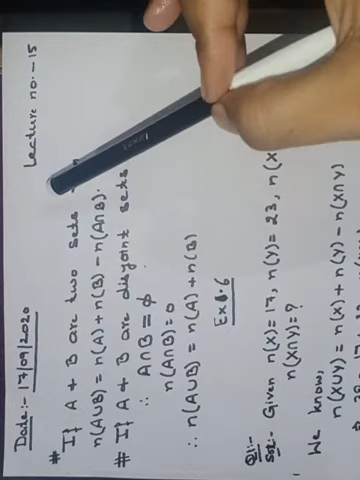 Date:- 17/09/2020
Lecture no:- 15
# If A & B are two sets
n(A∪B) = n(A) + n(B) - n(A∩B).
# If A & B are disjoint sets
∴ A∩B = ϕ
n(A∩B) = 0
∴ n(A∪B) = n(A) + n(B)
Ex 1.6
Q1:-
Sol:- Given n(X) = 17, n(Y) = 23, n(X
n(X∩Y) = ?
We know,
n(X∪Y) = n(X) + n(Y) - n(X∩Y)